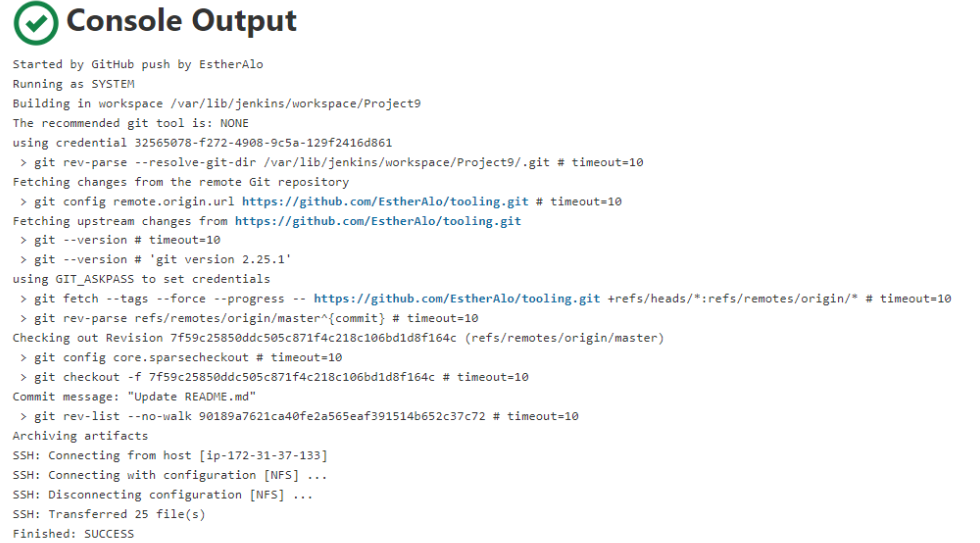 Console Output
Started by GitHub push by EstherAlo
Running as SYSTEM
Building in workspace /var/lib/jenkins/workspace/Project9
The recommended git tool is: NONE
using credential 32565078-f272-4908-9c5a-129f2416d861
> git rev-parse --resolve-git-dir /var/lib/jenkins/workspace/Project9/.git # timeout=10
Fetching changes from the remote Git repository
> git config remote.origin.url https://github.com/EstherAlo/tooling.git # timeout=10
Fetching upstream changes from https://github.com/EstherAlo/tooling.git
> git --version # timeout=10
> git --version # 'git version 2.25.1'
using GIT_ASKPASS to set credentials
> git fetch --tags --force --progress -- https://github.com/EstherAlo/tooling.git +refs/heads/*:refs/remotes/origin/* # timeout=10
> git rev-parse refs/remotes/origin/master^{commit} # timeout=10
Checking out Revision 7f59c25850ddc505c871f4c218c106bd1d8f164c (refs/remotes/origin/master)
> git config core.sparsecheckout # timeout=10
> git checkout -f 7f59c25850ddc505c871f4c218c106bd1d8f164c # timeout=10
Commit message: "Update README.md"
> git rev-list --no-walk 90189a7621ca40fe2a565eaf391514b652c37c72 # timeout=10
Archiving artifacts
SSH: Connecting from host [ip-172-31-37-133]
SSH: Connecting with configuration [NFS] ...
SSH: Disconnecting configuration [NFS] ...
SSH: Transferred 25 file(s)
Finished: SUCCESS